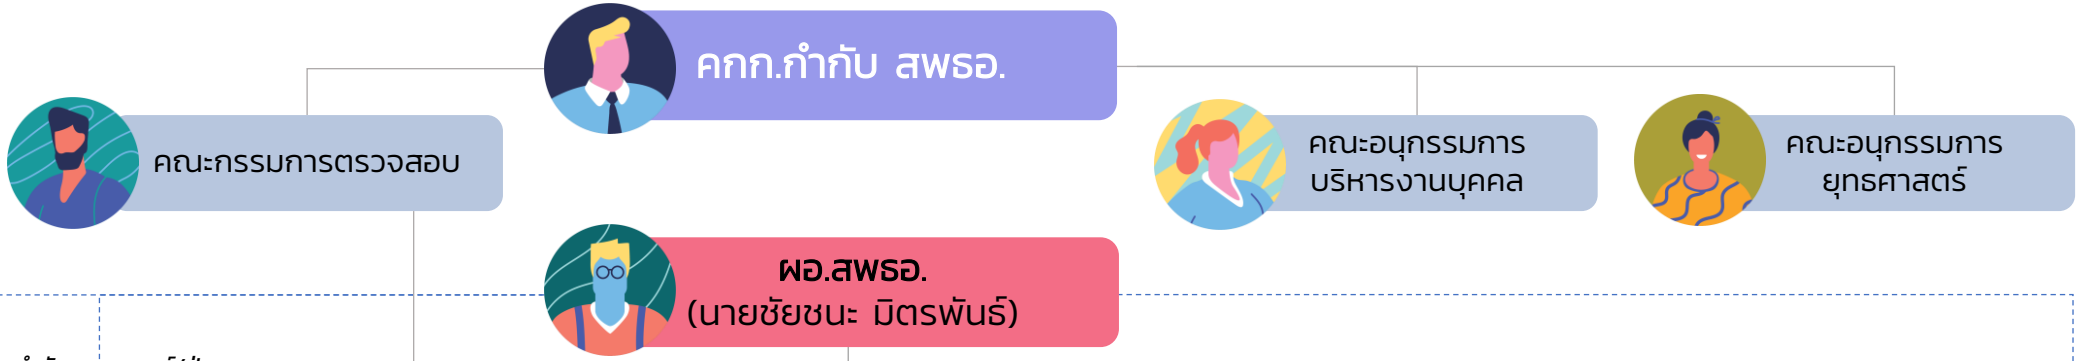 คกก.กำกับ สพธอ.
คณะกรรมการตรวจสอบ
คณะอนุกรรมการ
บริหารงานบุคคล
คณะอนุกรรมการ
ยุทธศาสตร์
ผอ.สพธอ.
(นายชัยชนะ มิตรพันธ์)